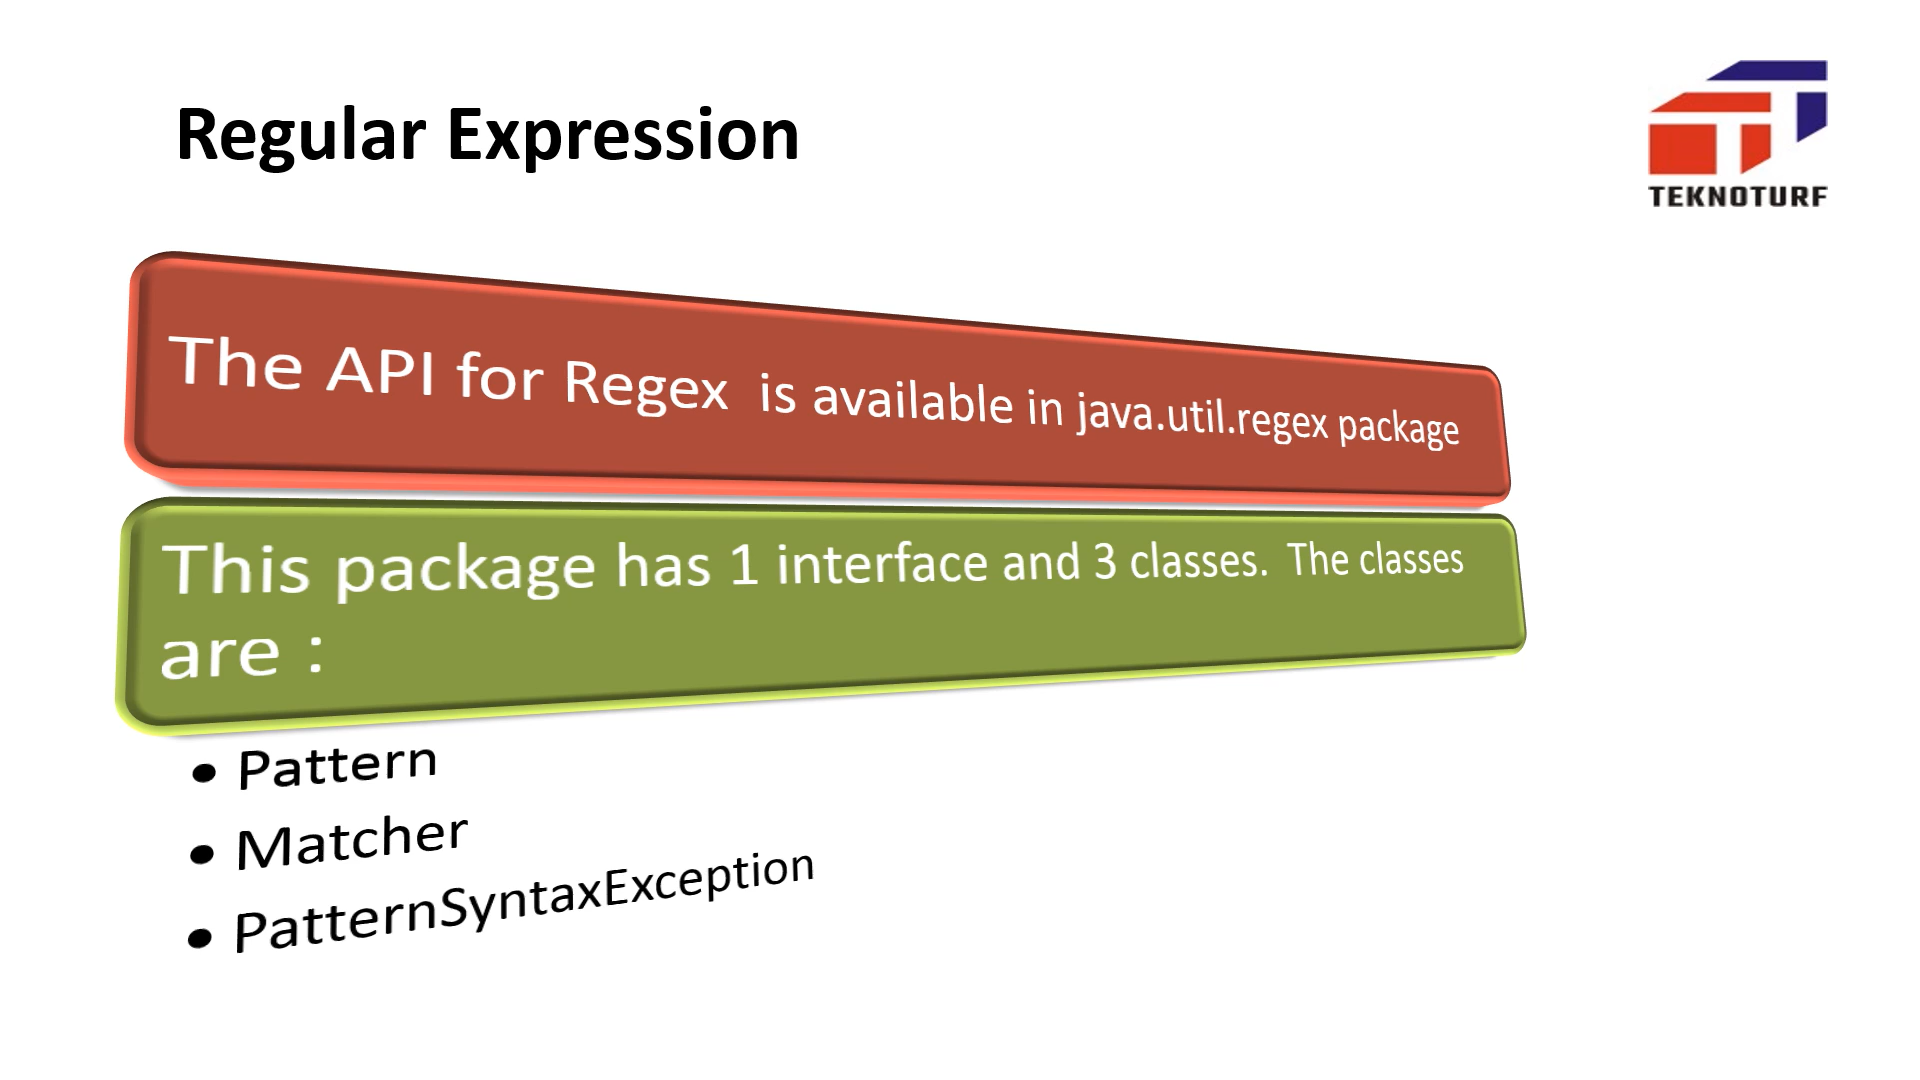 Regular Expression
TEKNOTURF
The API for Regex is available in java.util.regex package
This package has 1 interface and 3 classes. The classes
are :
• Pattern
• Matcher
• PatternSyntaxException